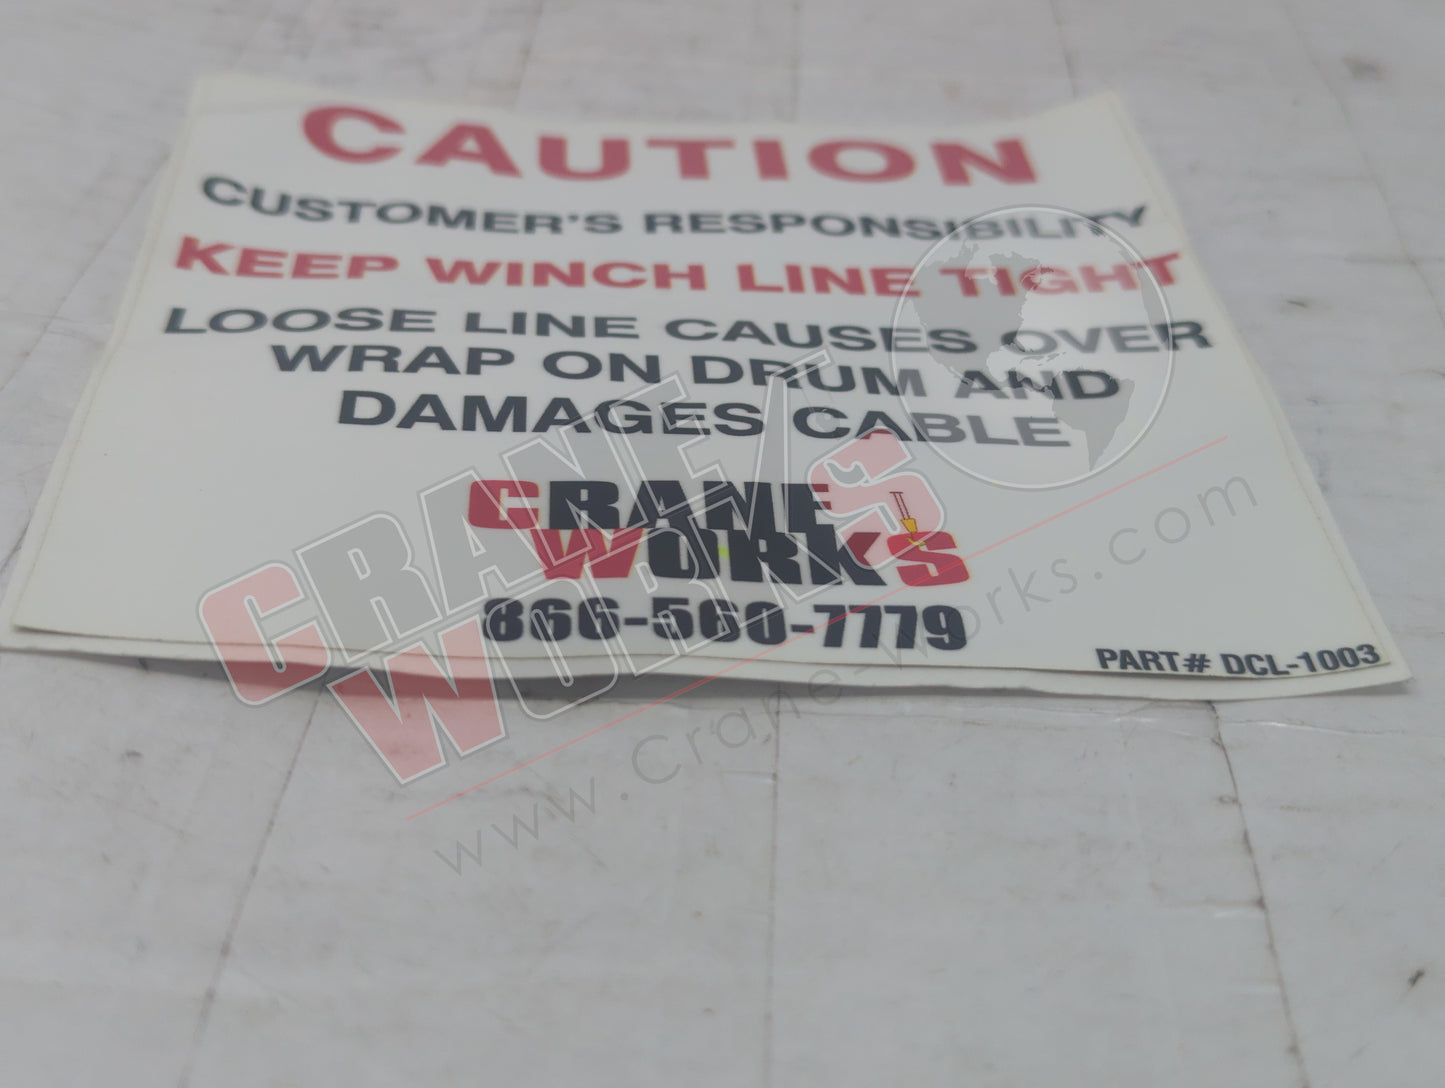 CAUTION
CUSTOMER'S RESPONSIBILITY
KEEP WINCH LINE TIGHT
LOOSE LINE CAUSES OVER
WRAP ON DRUM AND
DAMAGES CABLE
CRANE
WORKS
866-560-7779
PART# DCL-1003
CRANE
WORKS
www.Crane-works.com